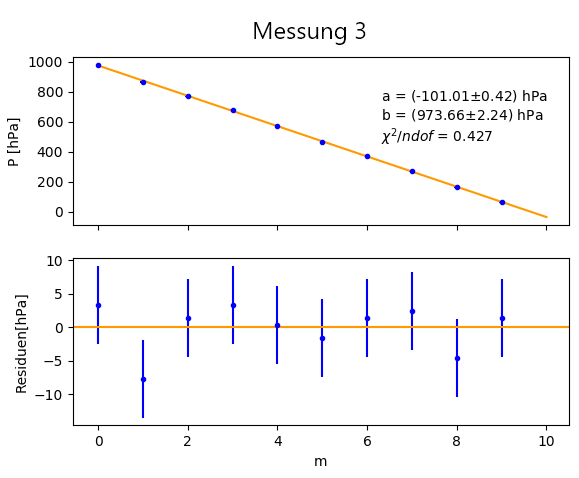 Messung 3
1000
800
600
400
200
0
P [hPa]
a = (-101.01±0.42) hPa
b = (973.66±2.24) hPa
χ²/ndof = 0.427
10
5
0
−5
−10
Residuen[hPa]
0 2 4 6 8 10
m